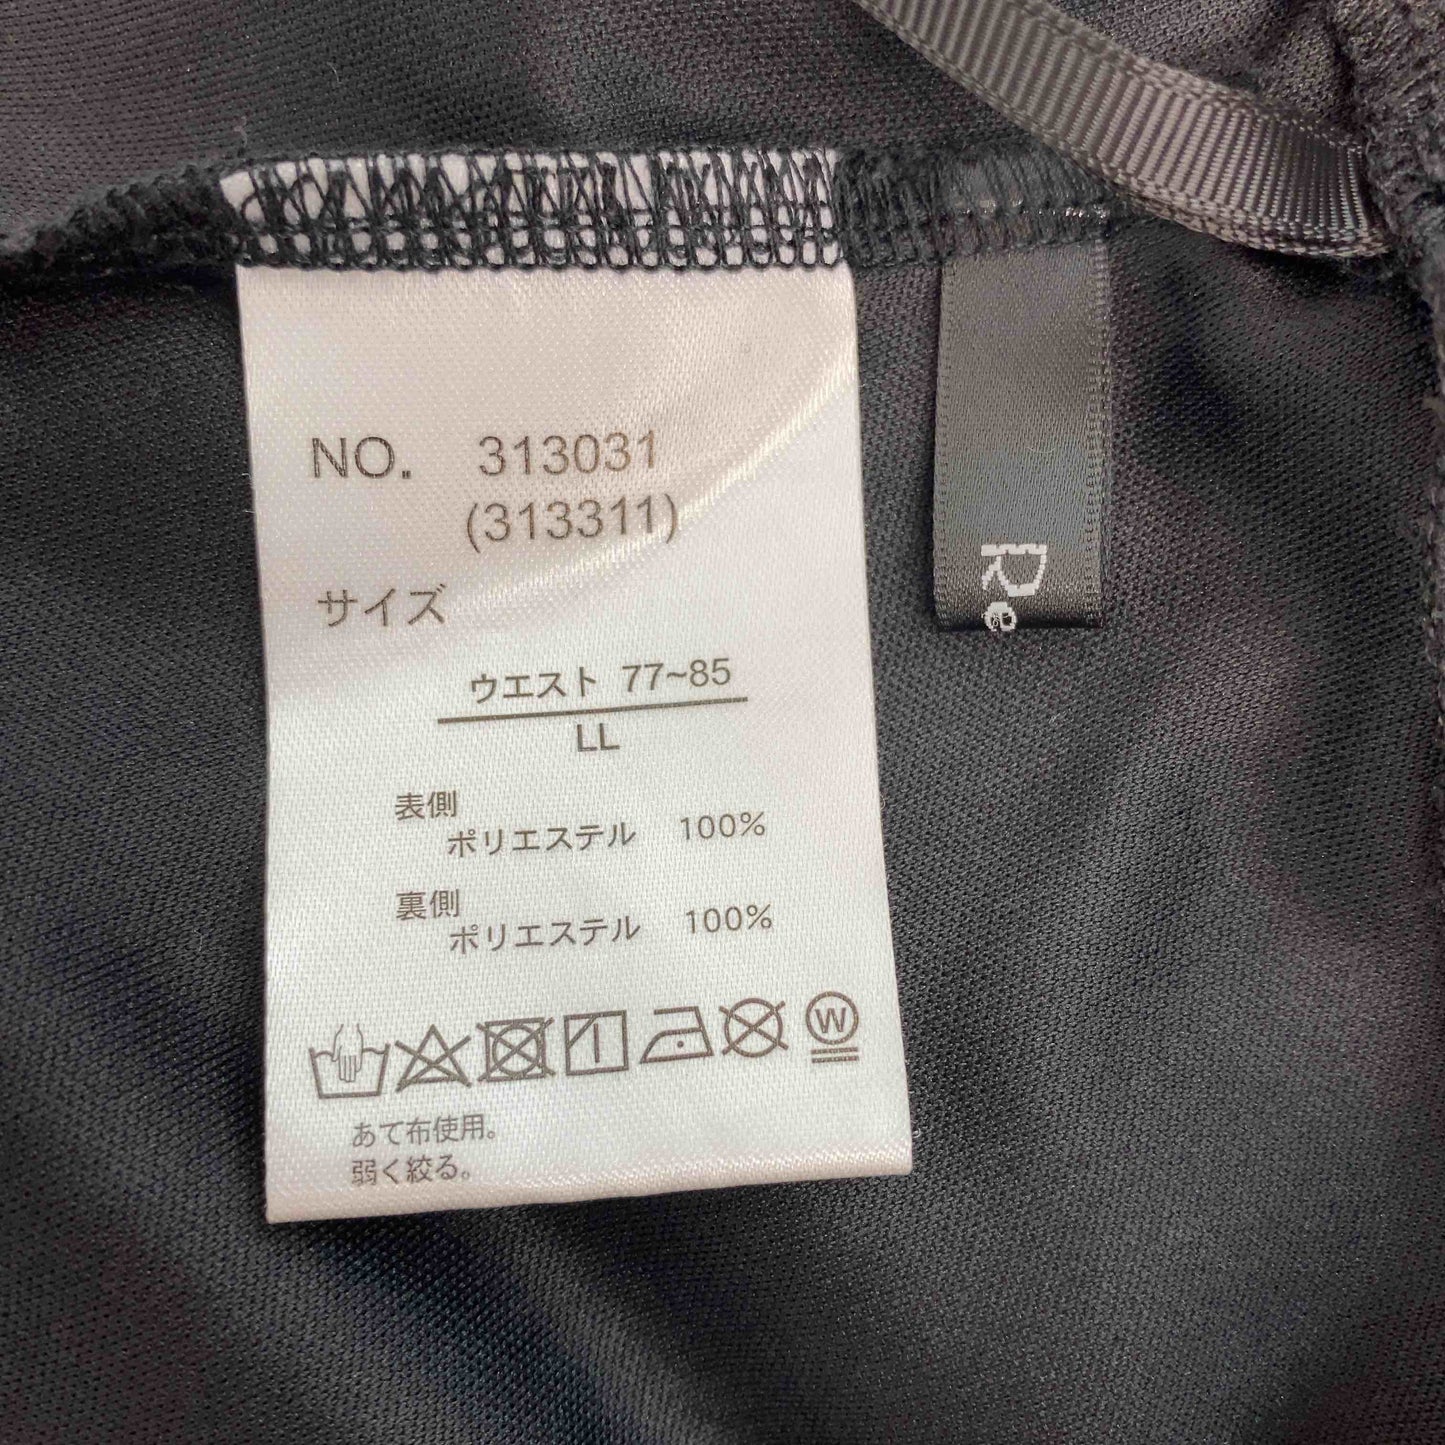 NO. 313031
(313311)
サイズ
ウエスト 77~85
LL
表側
ポリエステル 100%
裏側
ポリエステル 100%
W
あて布使用。
弱く絞る。
Re